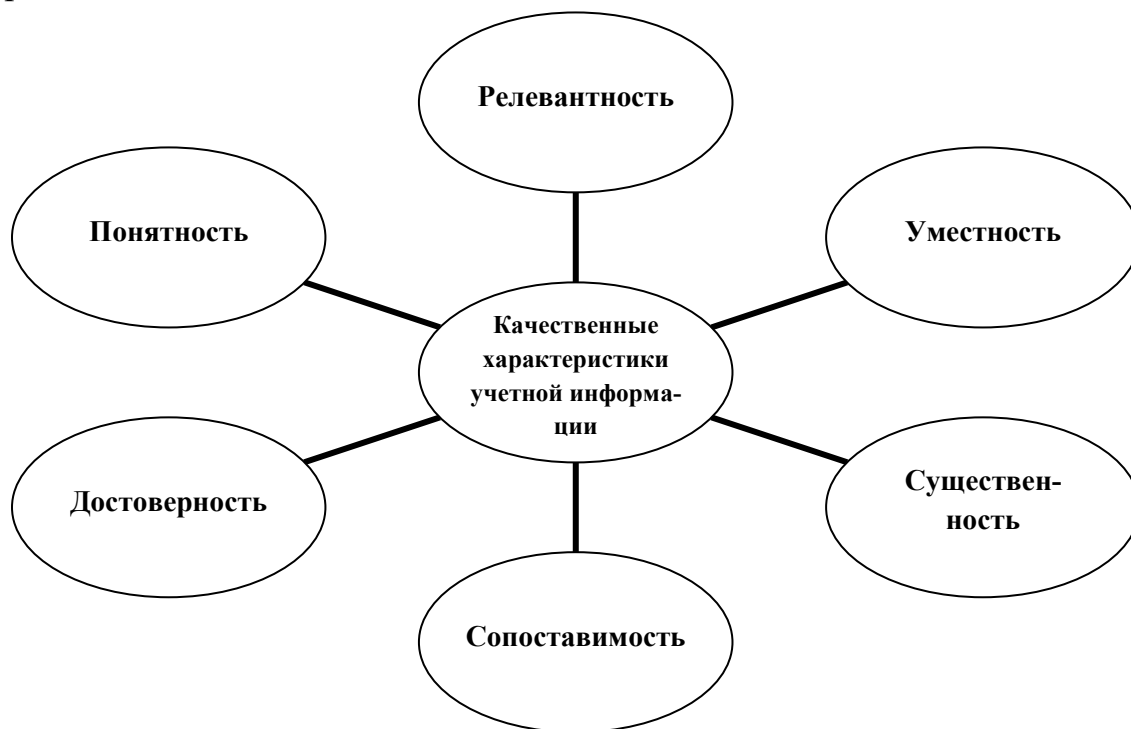 Релевантность
Понятность
Уместность
Качественные
характеристики
учетной информа-
ции
Достоверность
Существен-
ность
Сопоставимость